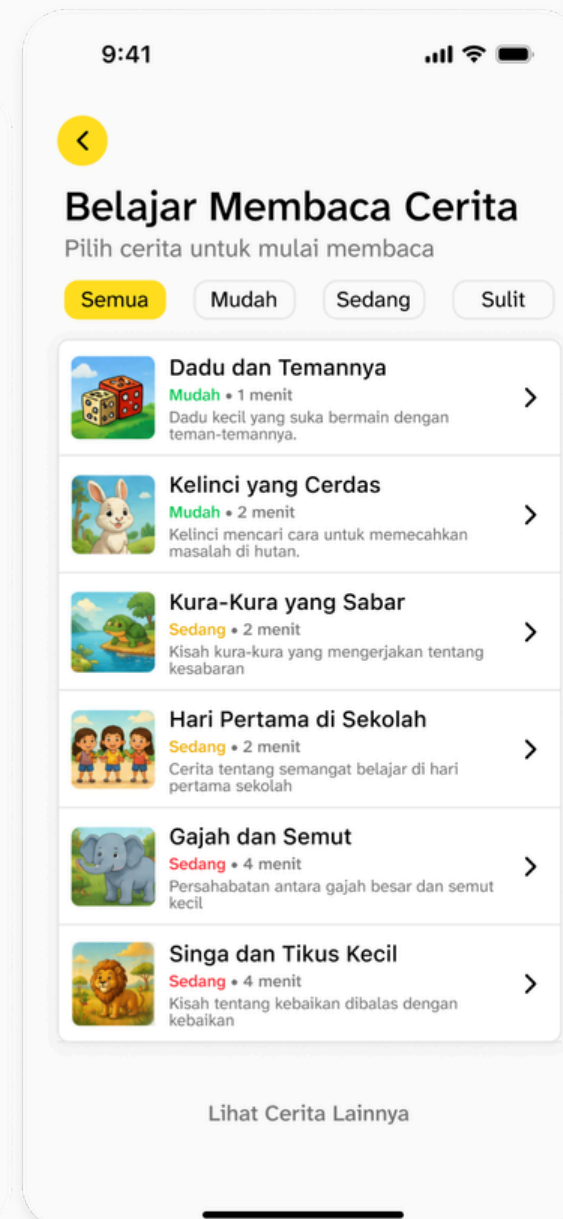 9:41
Belajar Membaca Cerita
Pilih cerita untuk mulai membaca
Semua Mudah Sedang Sulit
Dadu dan Temannya
Mudah • 1 menit
Dadu kecil yang suka bermain dengan
teman-temannya.
Kelinci yang Cerdas
Mudah • 2 menit
Kelinci mencari cara untuk memecahkan
masalah di hutan.
Kura-Kura yang Sabar
Sedang • 2 menit
Kisah kura-kura yang mengerjakan tentang
kesabaran
Hari Pertama di Sekolah
Sedang • 2 menit
Cerita tentang semangat belajar di hari
pertama sekolah
Gajah dan Semut
Sedang • 4 menit
Persahabatan antara gajah besar dan semut
kecil
Singa dan Tikus Kecil
Sedang • 4 menit
Kisah tentang kebaikan dibalas dengan
kebaikan
Lihat Cerita Lainnya